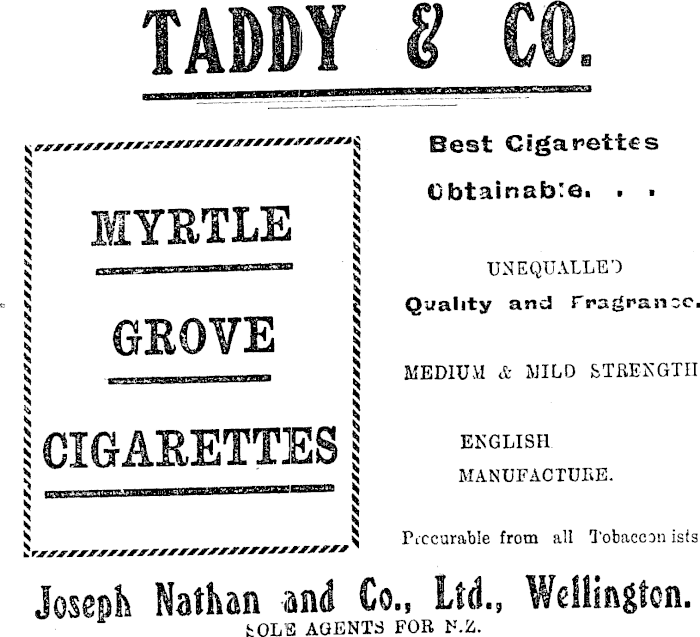 TADDY & CO.
MYRTLE
GROVE
CIGARETTES
Best Cigarettes
Obtainable. . .
UNEQUALLED
Quality and Fragrance.
MEDIUM & MILD STRENGTH
ENGLISH
MANUFACTURE.
Procurable from all Tobacconists
Joseph Nathan and Co., Ltd., Wellington.
SOLE AGENTS FOR N.Z.